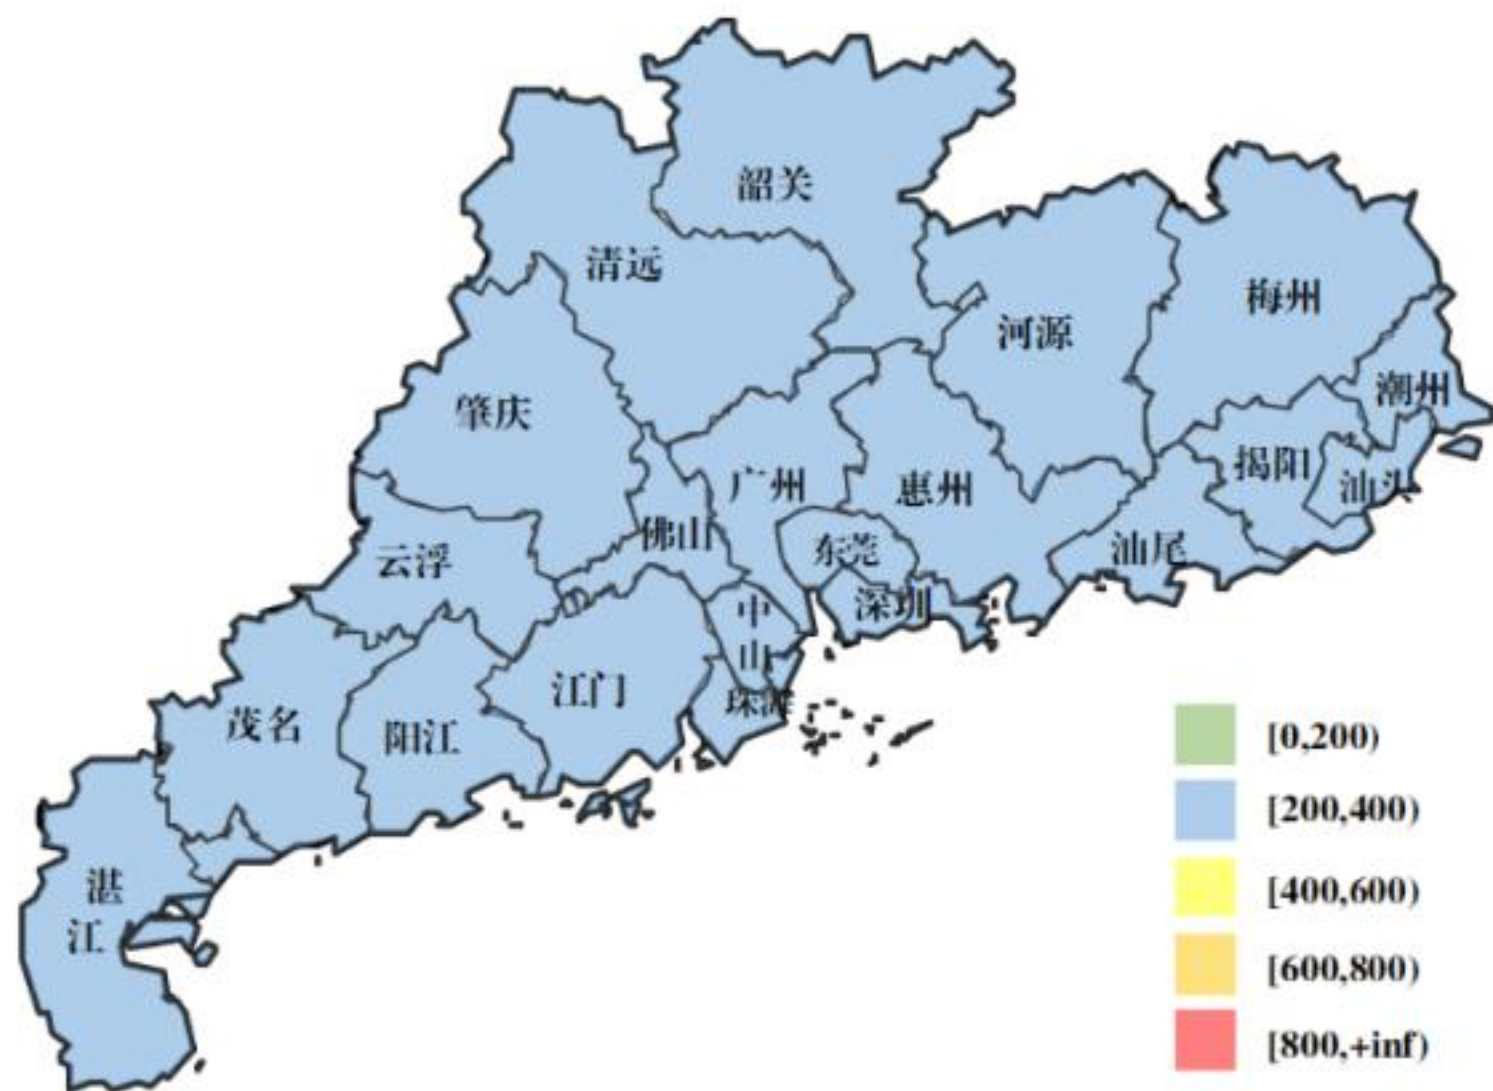 韶关
清远
梅州
河源
潮州
肇庆
揭阳
广州
惠州
汕头
佛山
东莞
汕尾
云浮
深圳
中
山
江门
珠海
茂名
阳江
湛
江
[0,200)
[200,400)
[400,600)
[600,800)
[800,+inf)